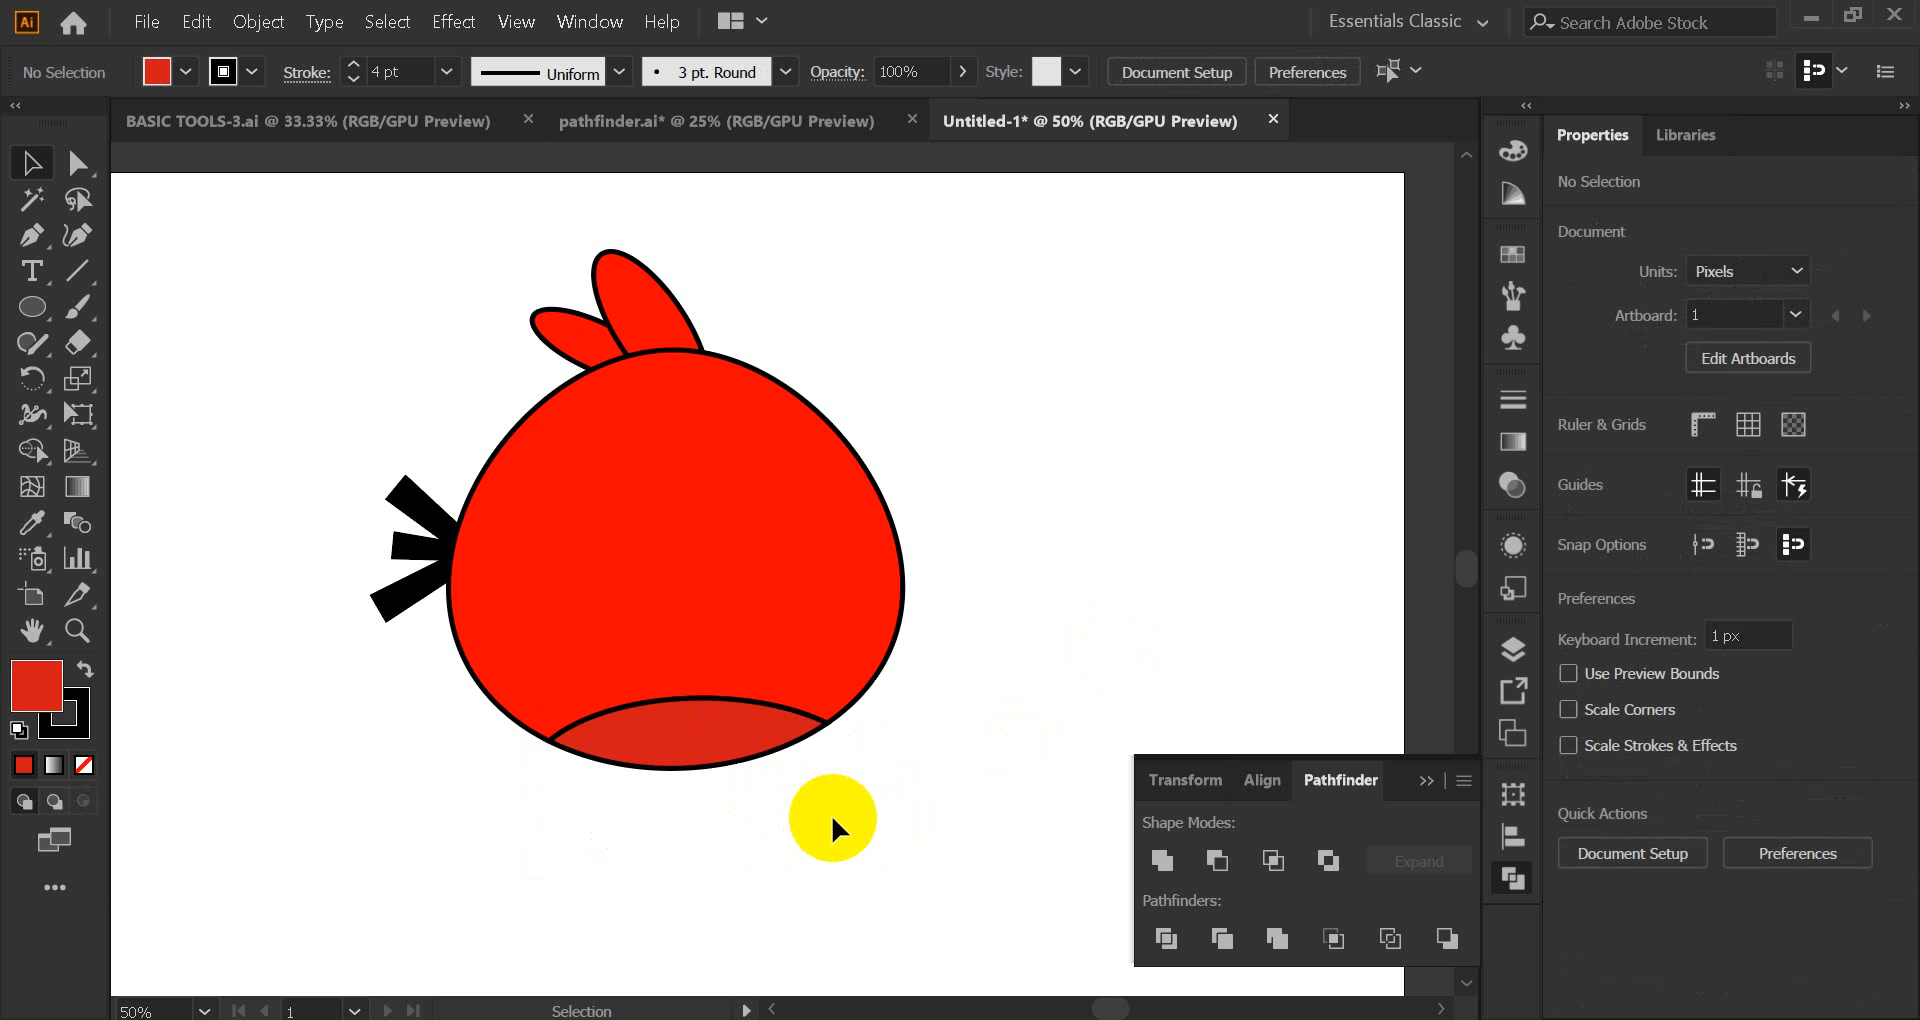 Ai File Edit Object Type Select Effect View Window Help Essentials Classic Search Adobe Stock
No Selection Stroke: 4 pt Uniform 3 pt. Round Opacity: 100% Style: Document Setup Preferences
BASIC TOOLS-3.ai @ 33.33% (RGB/GPU Preview) pathfinder.ai* @ 25% (RGB/GPU Preview) Untitled-1* @ 50% (RGB/GPU Preview)
Properties Libraries
No Selection
Document
Units: Pixels
Artboard: 1
Edit Artboards
Ruler & Grids
Guides
Snap Options
Preferences
Keyboard Increment: 1 px
Use Preview Bounds
Scale Corners
Scale Strokes & Effects
Quick Actions
Document Setup Preferences
Transform Align Pathfinder
Shape Modes:
Expand
Pathfinders:
50% 1 Selection